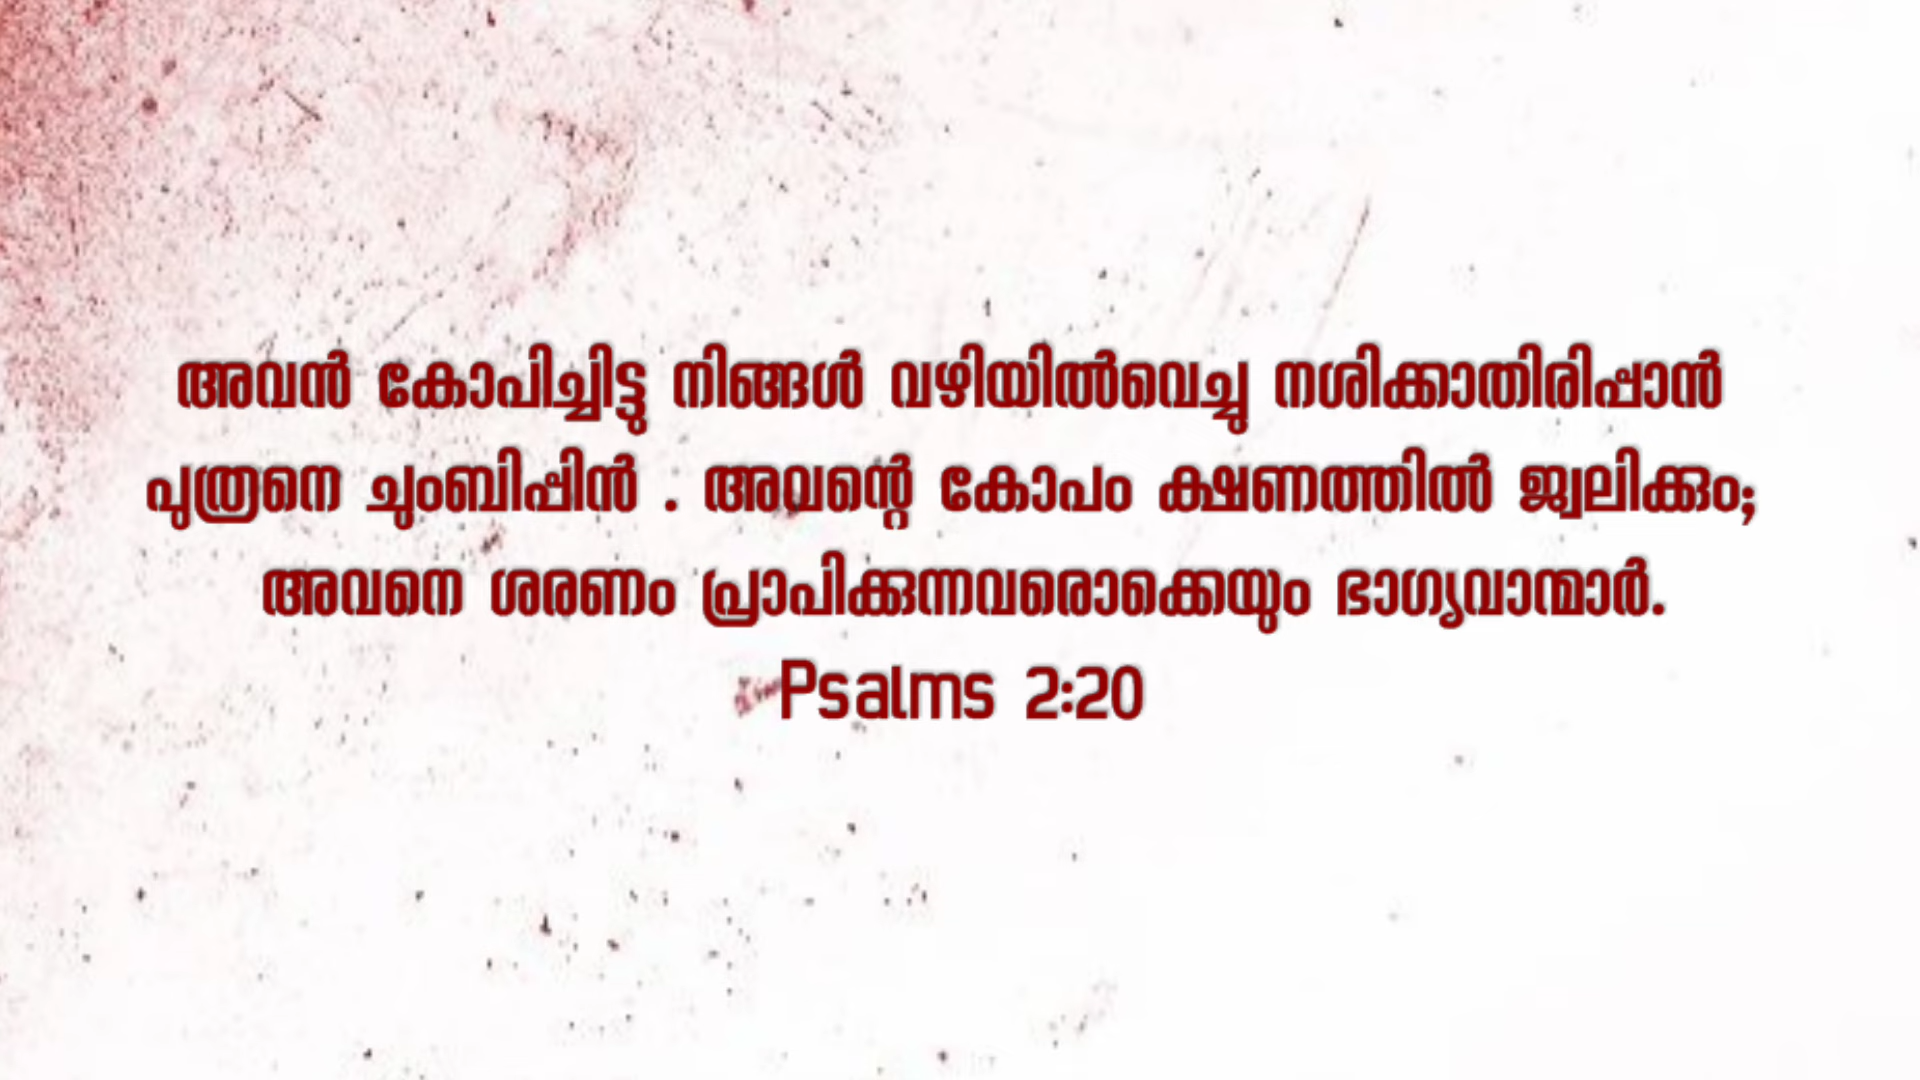 അവൻ കോപിച്ചിട്ടു നിങ്ങൾ വഴിയിൽവെച്ചു നശിക്കാതിരിപ്പാൻ
പുത്രനെ ചുംബിപ്പിൻ . അവന്റെ കോപം ക്ഷണത്തിൽ ജ്വലിക്കും;
അവനെ ശരണം പ്രാപിക്കുന്നവരൊക്കെയും ഭാഗ്യവാന്മാർ.
Psalms 2:20